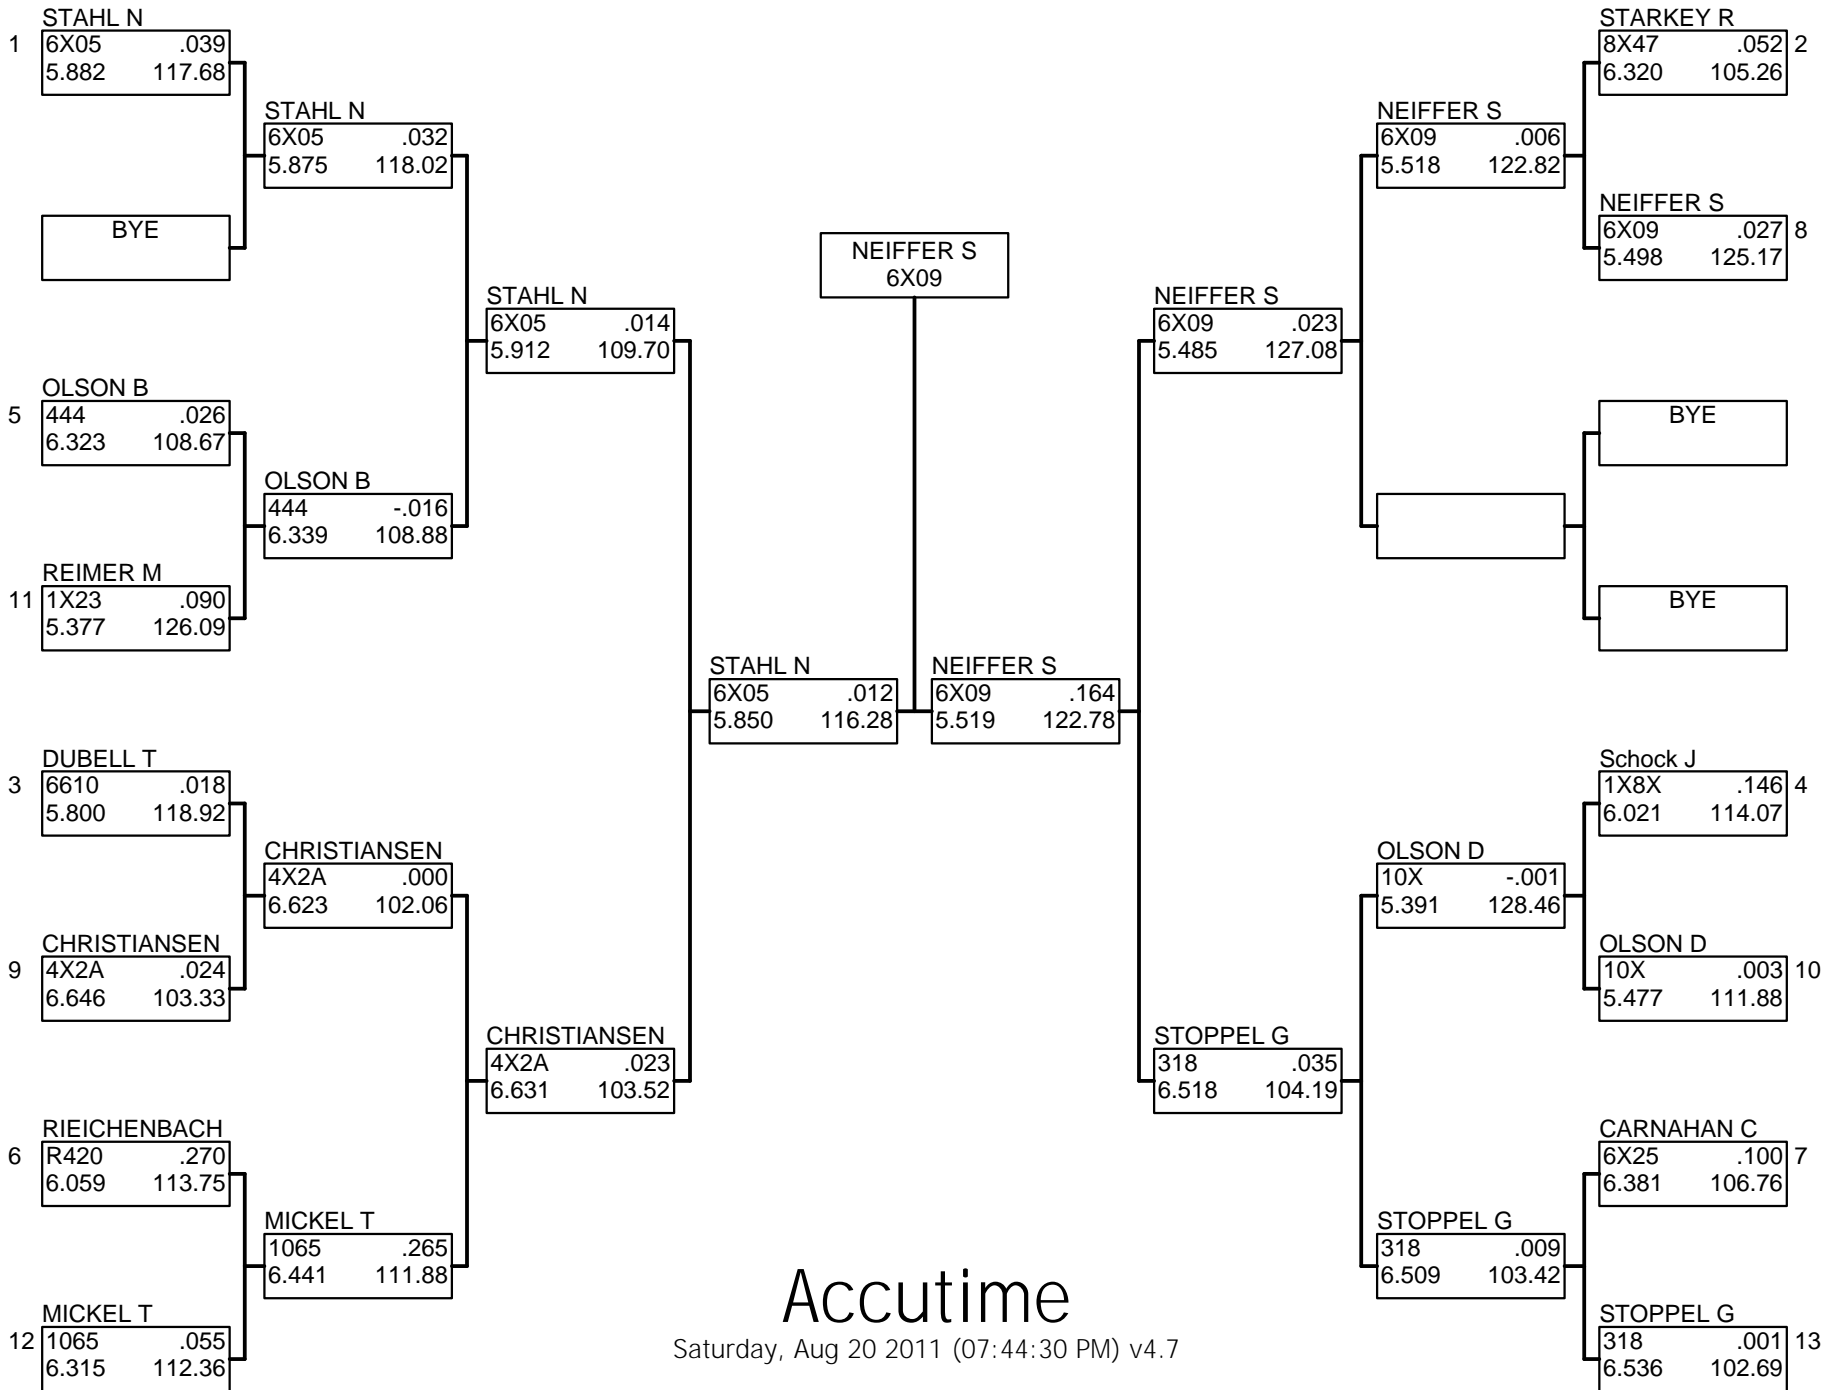 STAHL N
1 6X05 .039
5.882 117.68
BYE
OLSON B
5 444 .026
6.323 108.67
REIMER M
11 1X23 .090
5.377 126.09
DUBELL T
3 6610 .018
5.800 118.92
CHRISTIANSEN
9 4X2A .024
6.646 103.33
RIEICHENBACH
6 R420 .270
6.059 113.75
MICKEL T
12 1065 .055
6.315 112.36
STAHL N
6X05 .032
5.875 118.02
OLSON B
444 -.016
6.339 108.88
CHRISTIANSEN
4X2A .000
6.623 102.06
MICKEL T
1065 .265
6.441 111.88
STAHL N
6X05 .014
5.912 109.70
CHRISTIANSEN
4X2A .023
6.631 103.52
STAHL N
6X05 .012
5.850 116.28
NEIFFER S
6X09
NEIFFER S
6X09 .164
5.519 122.78
NEIFFER S
6X09 .023
5.485 127.08
STOPPEL G
318 .035
6.518 104.19
NEIFFER S
6X09 .006
5.518 122.82
OLSON D
10X -.001
5.391 128.46
STOPPEL G
318 .009
6.509 103.42
STARKEY R
8X47 .052 2
6.320 105.26
NEIFFER S
6X09 .027 8
5.498 125.17
BYE
BYE
Schock J
1X8X .146 4
6.021 114.07
OLSON D
10X .003 10
5.477 111.88
CARNAHAN C
6X25 .100 7
6.381 106.76
STOPPEL G
318 .001 13
6.536 102.69
Accutime
Saturday, Aug 20 2011 (07:44:30 PM) v4.7